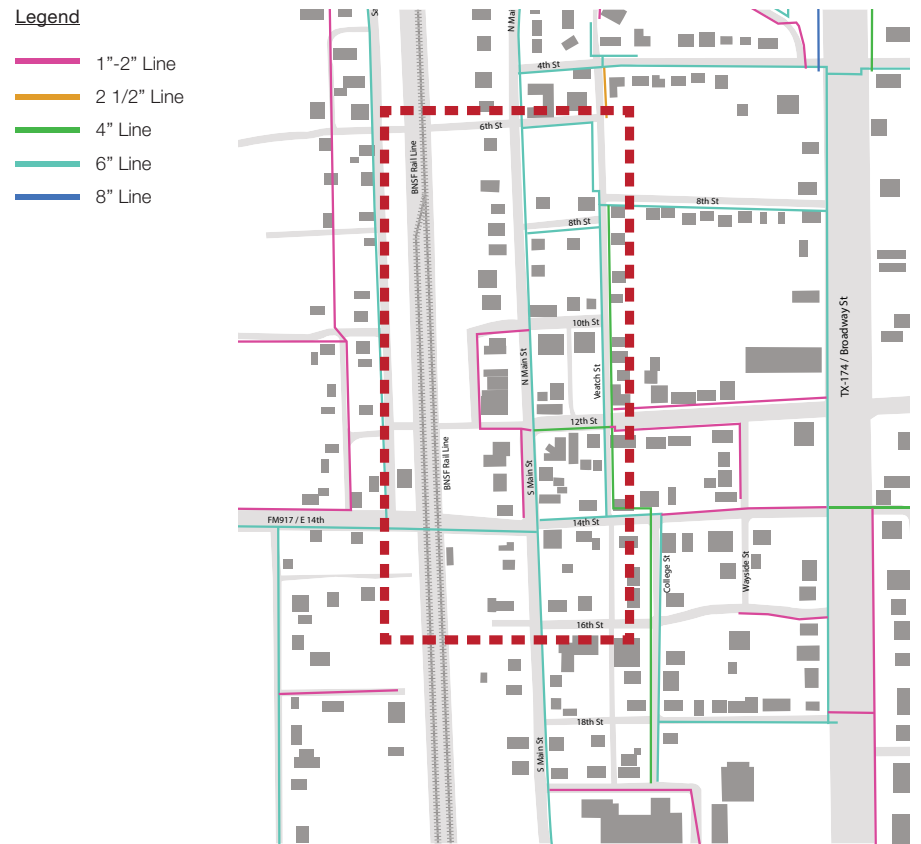 Legend
1”-2” Line
2 1/2” Line
4” Line
6” Line
8” Line
N Mai
4th St
6th St
BNSF Rail Line
8th St
8th St
10th St
N Main St
Veatch St
TX-174 / Broadway St
12th St
BNSF Rail Line
S Main St
FM917 / E 14th
14th St
College St
Wayside St
16th St
18th St
S Main St